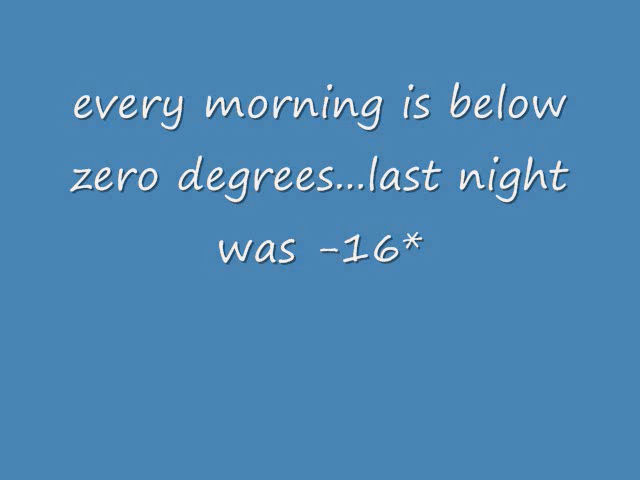 every morning is below
zero degrees...last night
was -16*